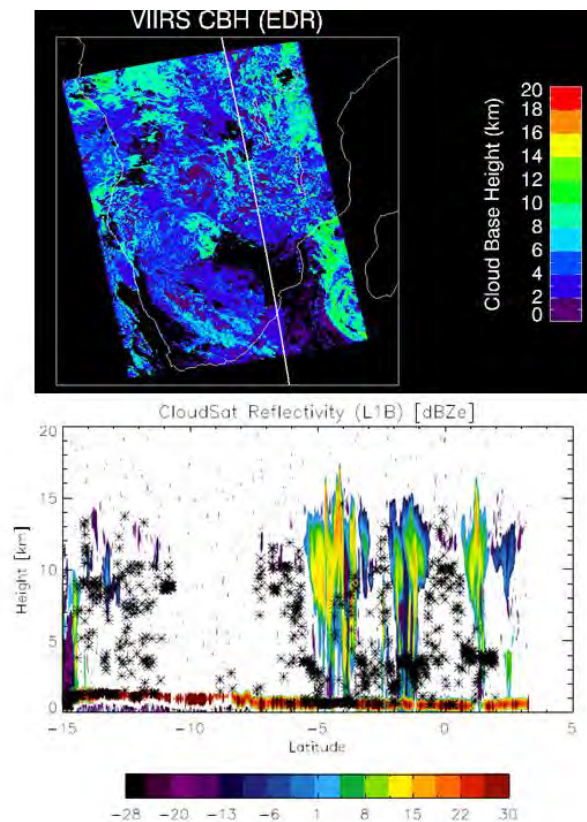 VIIRS CBH (EDR)
Cloud Base Height (km)
20
18
16
14
12
10
8
6
4
2
0
CloudSat Reflectivity (L1B) [dBZe]
Height [km]
20
15
10
5
0
-15 -10 -5 0 5
Latitude
-28 -20 -13 -6 1 8 15 22 30